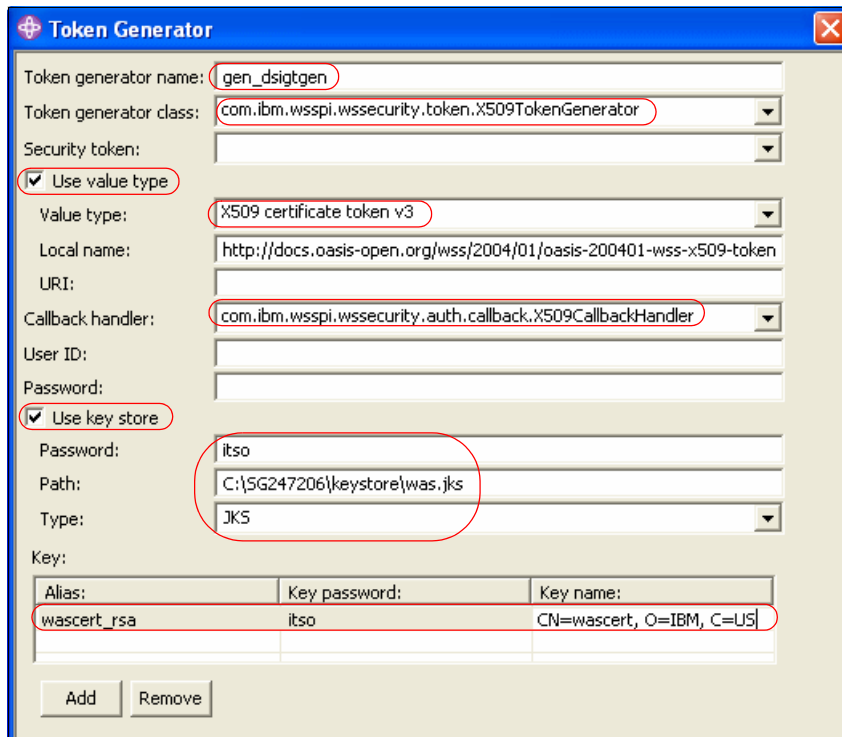 Token Generator
Token generator name: gen_dsigtgen
Token generator class: com.ibm.wsspi.wssecurity.token.X509TokenGenerator
Security token:
Use value type
Value type: X509 certificate token v3
Local name: http://docs.oasis-open.org/wss/2004/01/oasis-200401-wss-x509-token
URI:
Callback handler: com.ibm.wsspi.wssecurity.auth.callback.X509CallbackHandler
User ID:
Password:
Use key store
Password: itso
Path: C:\SG247206\keystore\was.jks
Type: JKS
Key:
Alias: Key password: Key name:
wascert_rsa itso CN=wascert, O=IBM, C=US
Add Remove